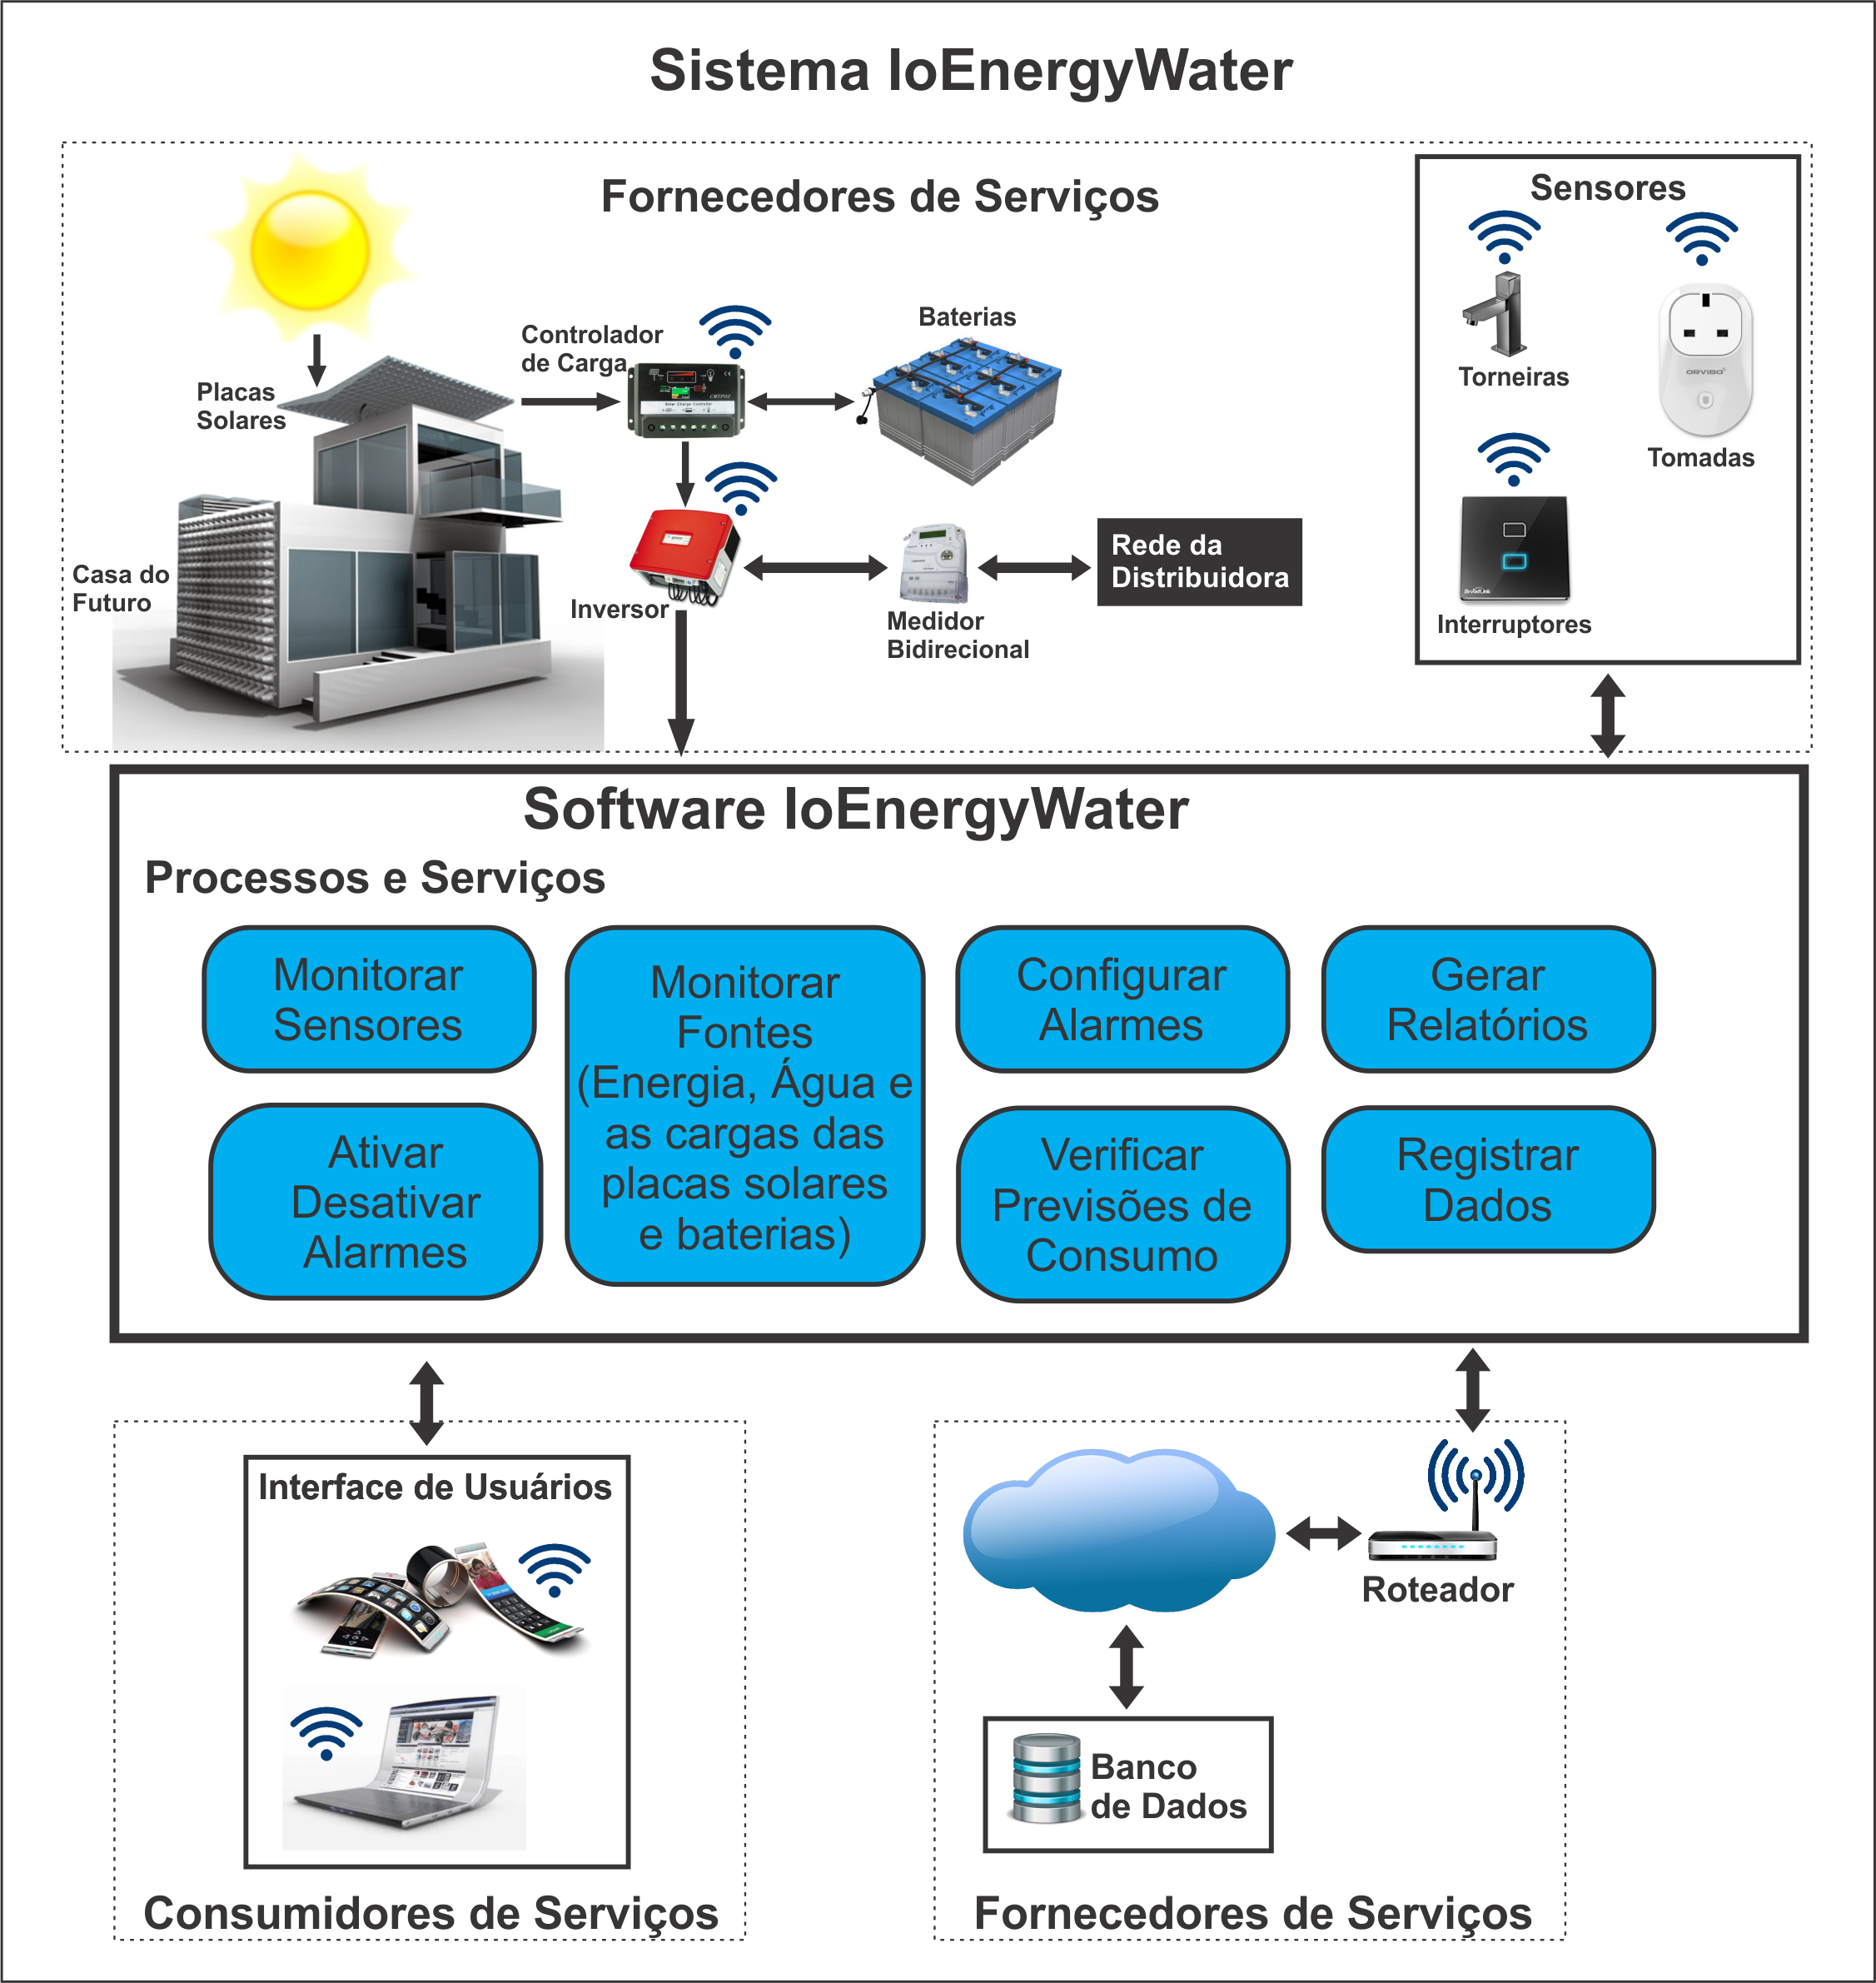 Sistema IoEnergyWater
Fornecedores de Serviços
Sensores
Torneiras
ORVIBO
Tomadas
BroadLink
Interruptores
Placas
Solares
Controlador
de Carga
Baterias
Casa do
Futuro
Inversor
Medidor
Bidirecional
Rede da
Distribuidora
Software IoEnergyWater
Processos e Serviços
Monitorar
Sensores
Monitorar
Fontes
(Energia, Água e
as cargas das
placas solares
e baterias)
Configurar
Alarmes
Gerar
Relatórios
Ativar
Desativar
Alarmes
Verificar
Previsões de
Consumo
Registrar
Dados
Interface de Usuários
Consumidores de Serviços
Roteador
Banco
de Dados
Fornecedores de Serviços